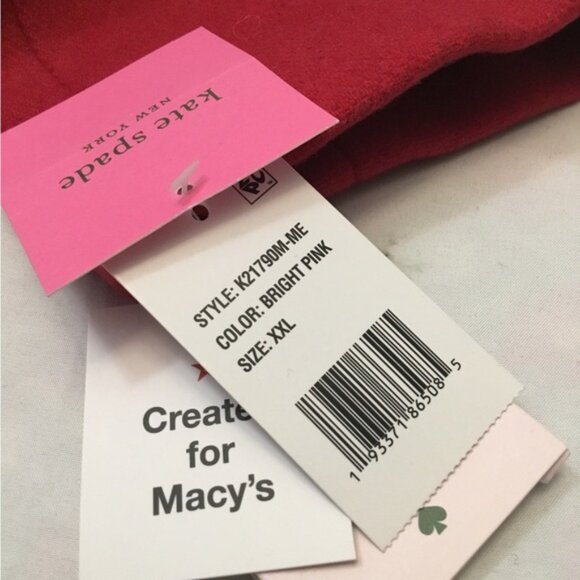 kate spade
NEW YORK
STYLE: K21790M-ME
COLOR: BRIGHT PINK
SIZE: XXL
1 93371 86508 5
Create
for
Macy's